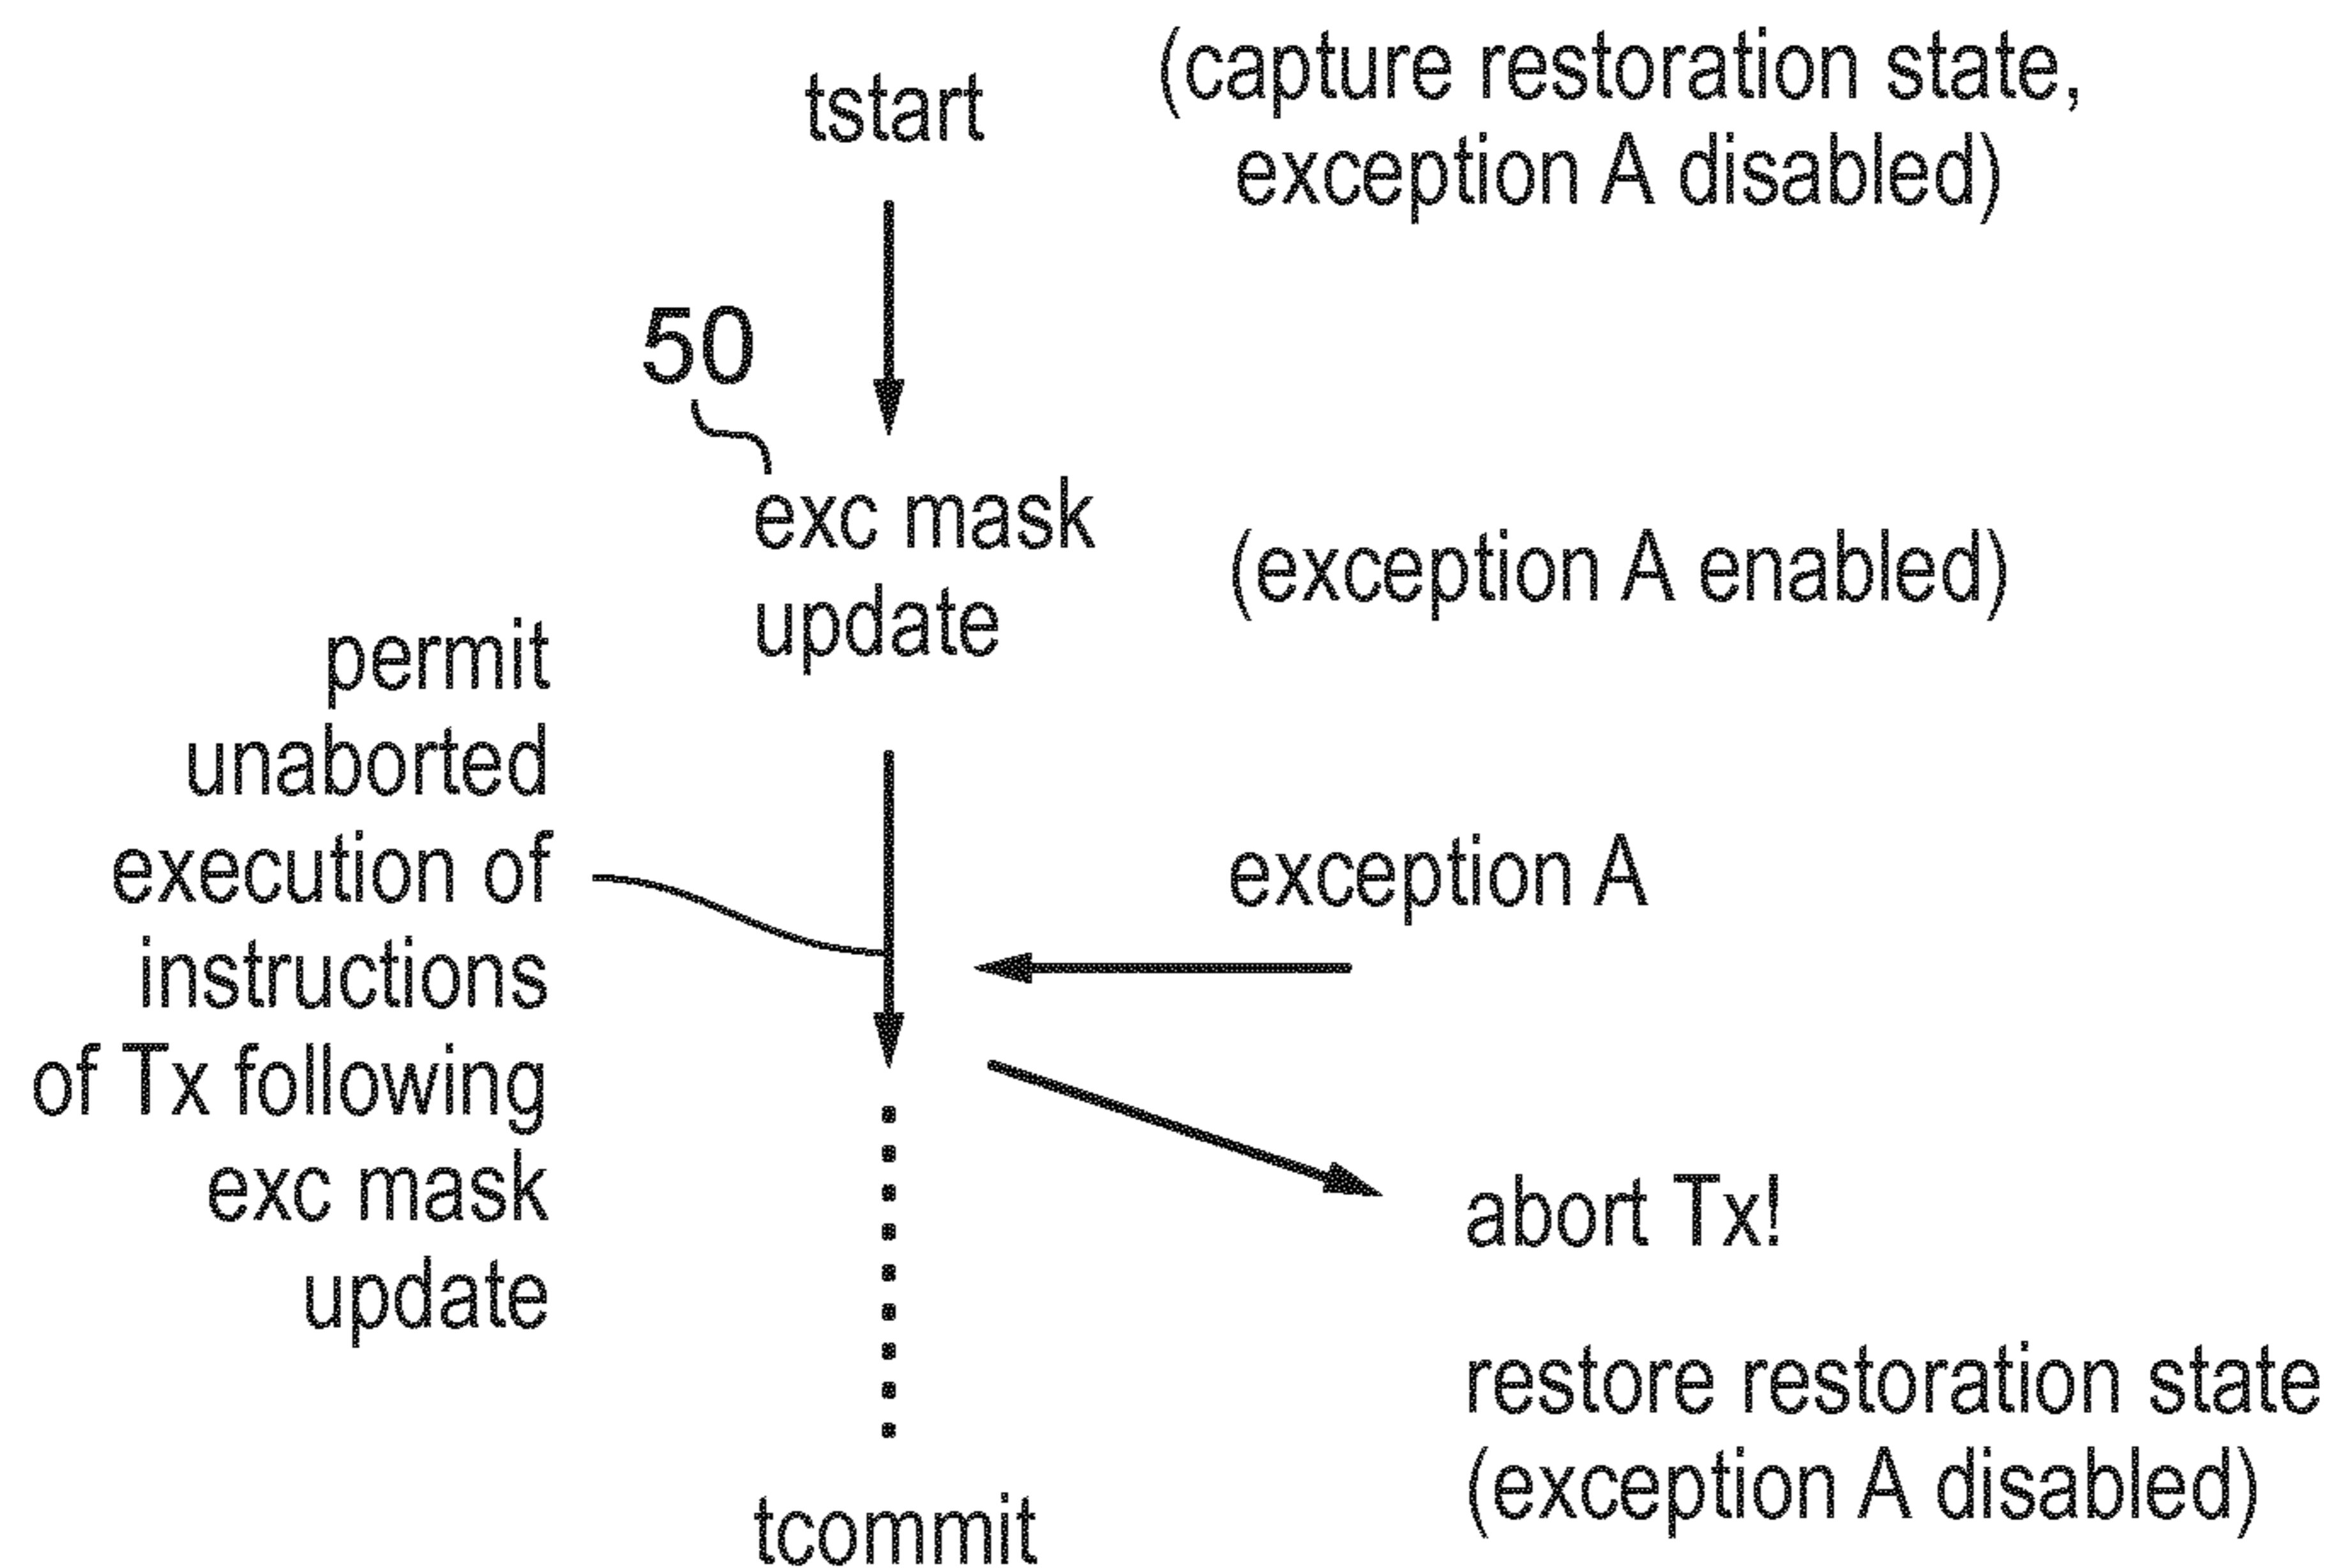 tstart
(capture restoration state,
exception A disabled)
50
exc mask
update
(exception A enabled)
permit
unaborted
execution of
instructions
of Tx following
exc mask
update
exception A
abort Tx!
restore restoration state
(exception A disabled)
tcommit